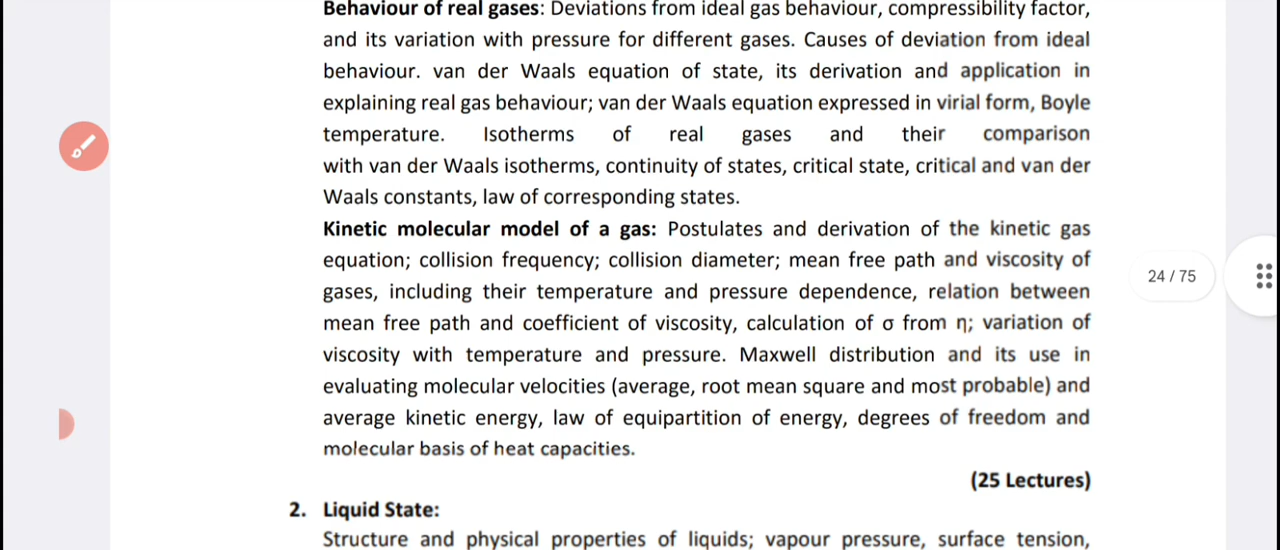 Behaviour of real gases: Deviations from ideal gas behaviour, compressibility factor,
and its variation with pressure for different gases. Causes of deviation from ideal
behaviour. van der Waals equation of state, its derivation and application in
explaining real gas behaviour; van der Waals equation expressed in virial form, Boyle
temperature. Isotherms of real gases and their comparison
with van der Waals isotherms, continuity of states, critical state, critical and van der
Waals constants, law of corresponding states.
Kinetic molecular model of a gas: Postulates and derivation of the kinetic gas
equation; collision frequency; collision diameter; mean free path and viscosity of
gases, including their temperature and pressure dependence, relation between
mean free path and coefficient of viscosity, calculation of σ from η; variation of
viscosity with temperature and pressure. Maxwell distribution and its use in
evaluating molecular velocities (average, root mean square and most probable) and
average kinetic energy, law of equipartition of energy, degrees of freedom and
molecular basis of heat capacities.
(25 Lectures)
2. Liquid State:
Structure and physical properties of liquids; vapour pressure, surface tension,
24 / 75